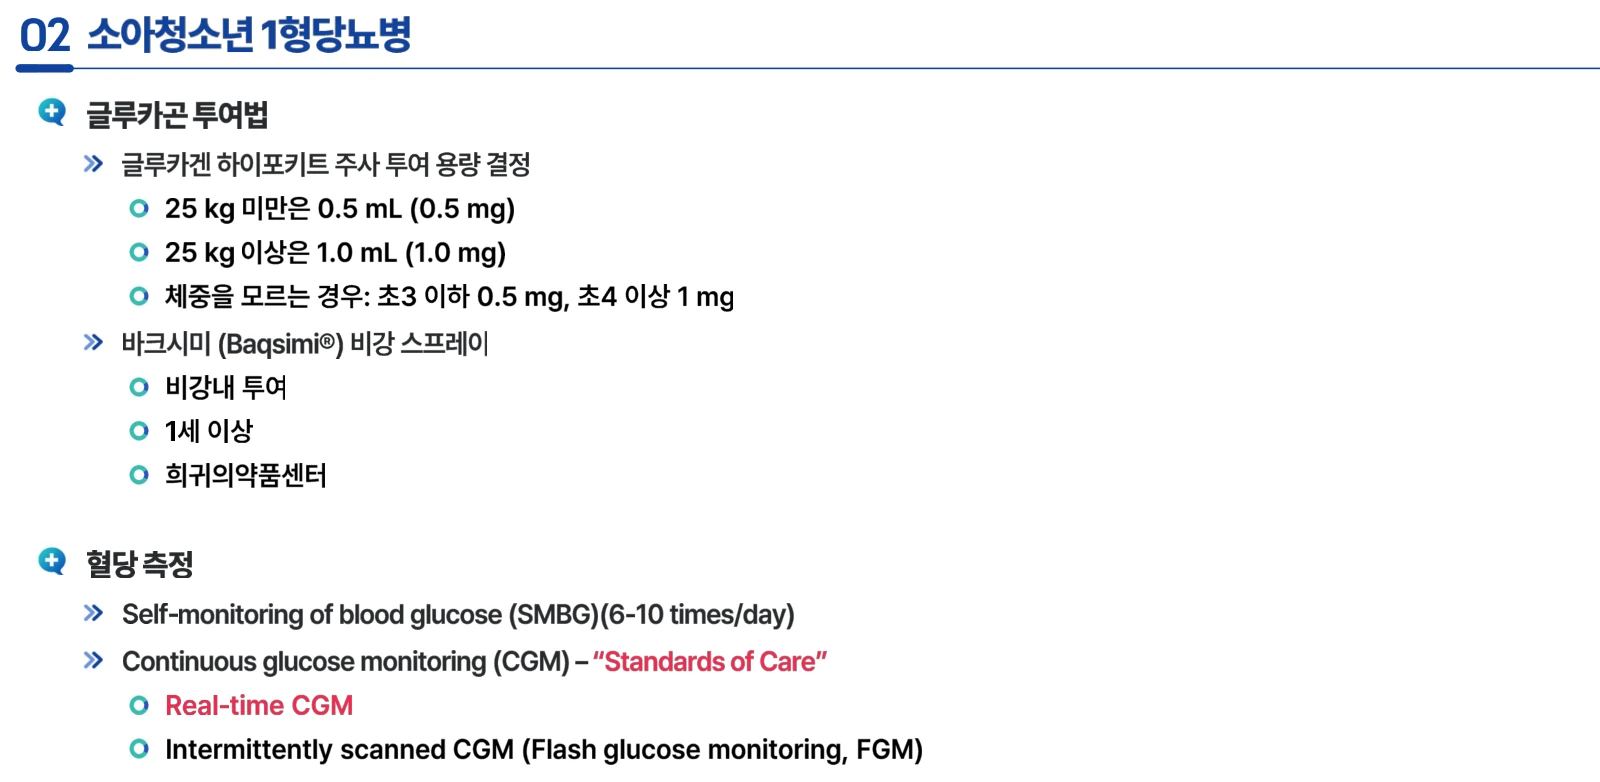 02 소아청소년 1형당뇨병
글루카곤 투여법
글루카겐 하이포키트 주사 투여 용량 결정
25 kg 미만은 0.5 mL (0.5 mg)
25 kg 이상은 1.0 mL (1.0 mg)
체중을 모르는 경우: 초3 이하 0.5 mg, 초4 이상 1 mg
바크시미 (Baqsimi®) 비강 스프레이
비강내 투여
1세 이상
희귀의약품센터
혈당 측정
Self-monitoring of blood glucose (SMBG)(6-10 times/day)
Continuous glucose monitoring (CGM) – “Standards of Care”
Real-time CGM
Intermittently scanned CGM (Flash glucose monitoring, FGM)